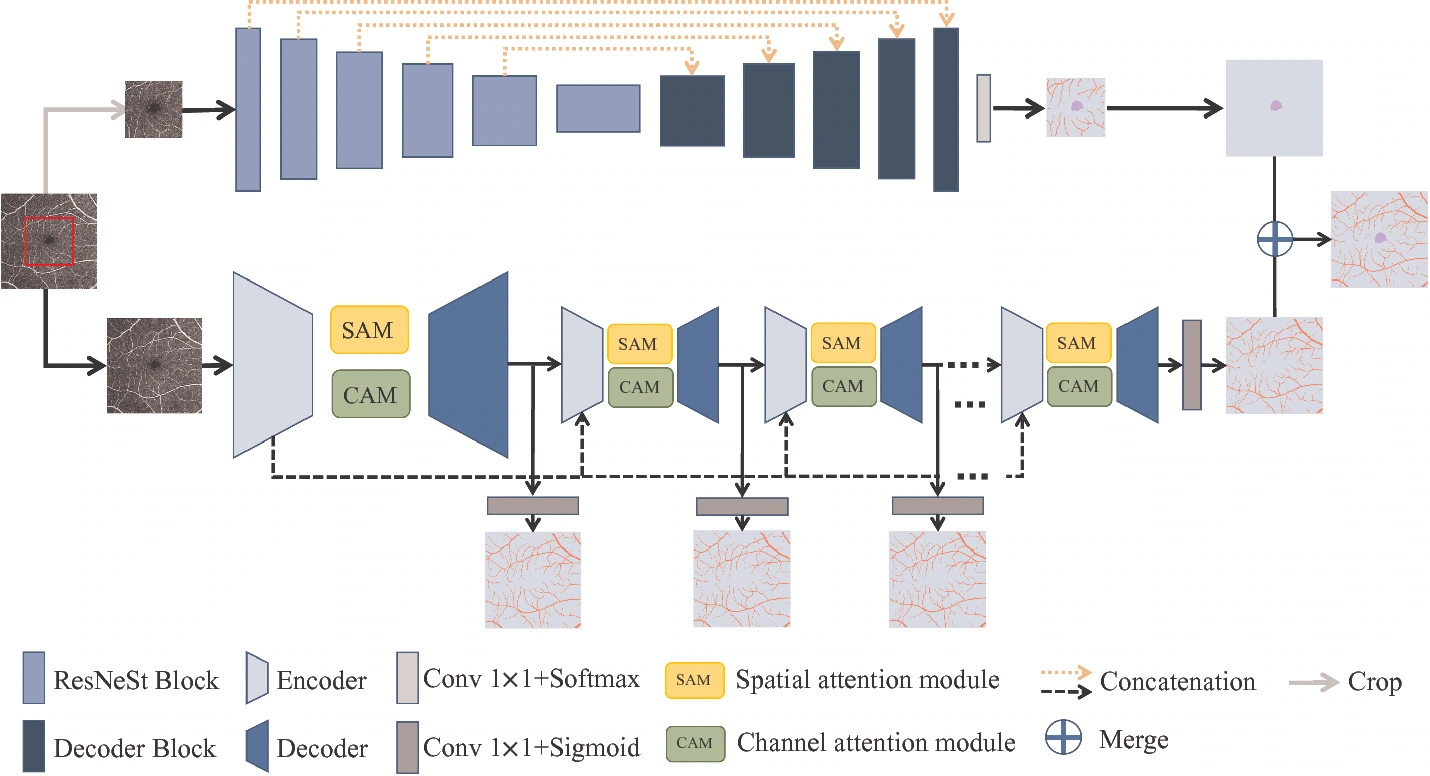 SAM
CAM
SAM
CAM
SAM
CAM
SAM
CAM
ResNeSt Block
Encoder
Conv 1×1+Softmax
SAM
Spatial attention module
Concatenation
Crop
Decoder Block
Decoder
Conv 1×1+Sigmoid
CAM
Channel attention module
Merge